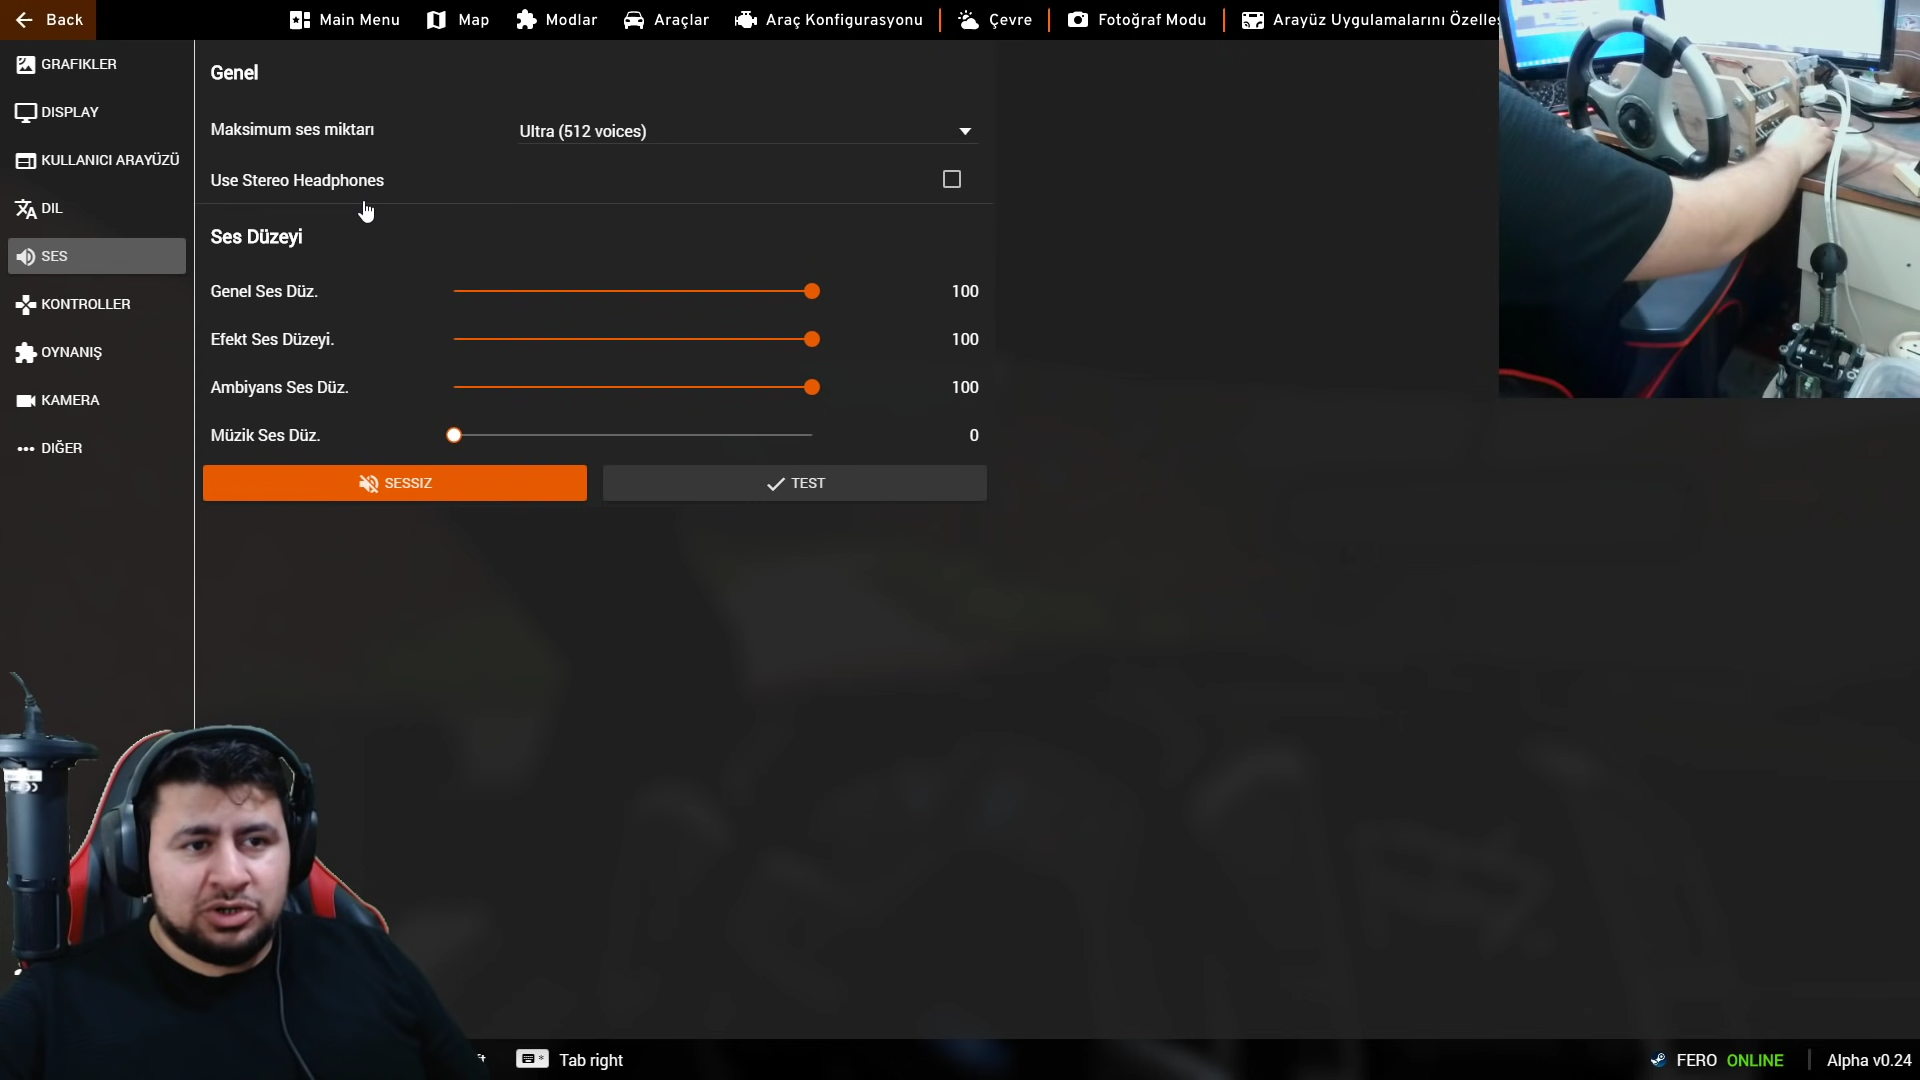 Back
Main Menu
Map
Modlar
Araçlar
Araç Konfigurasyonu
Çevre
Fotoğraf Modu
Arayüz Uygulamalarını
GRAFIKLER
DISPLAY
KULLANICI ARAYÜZÜ
DIL
SES
KONTROLLER
OYNANIŞ
KAMERA
DIĞER
Genel
Maksimum ses miktarı
Ultra (512 voices)
Use Stereo Headphones
Ses Düzeyi
Genel Ses Düz.
100
Efekt Ses Düzeyi.
100
Ambiyans Ses Düz.
100
Müzik Ses Düz.
0
SESSIZ
TEST
Tab right
FERO ONLINE
Alpha v0.24